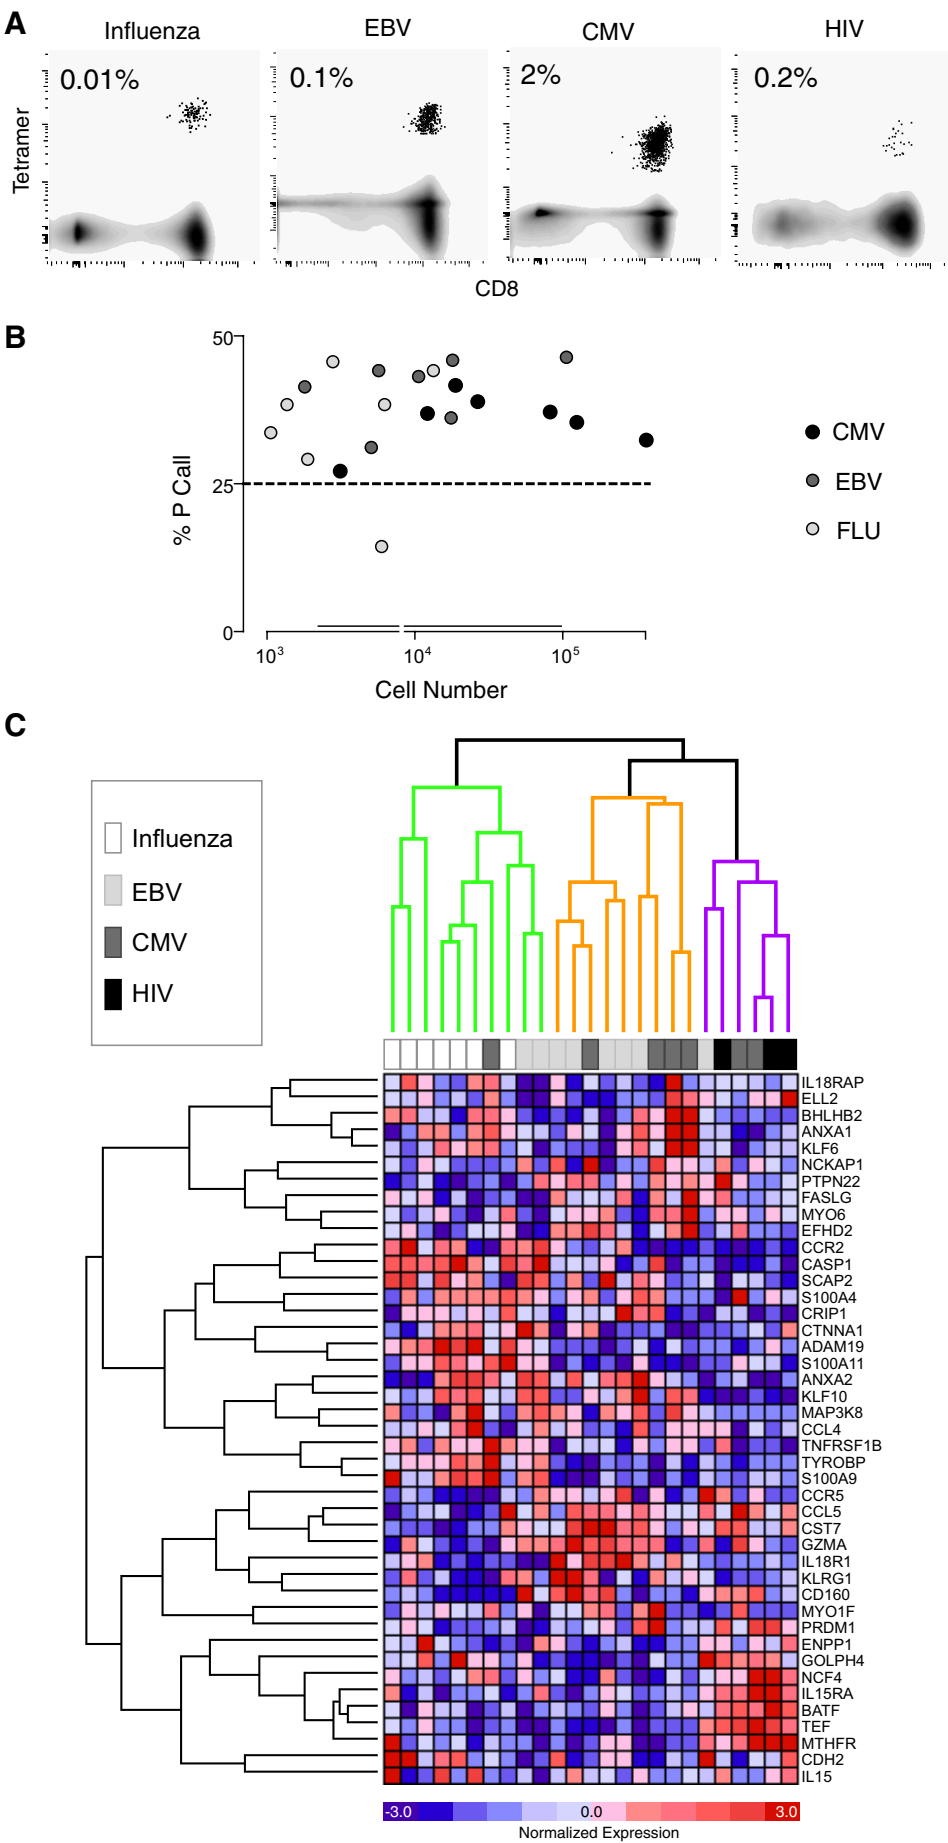 A
Influenza
EBV
CMV
HIV
0.01%
0.1%
2%
0.2%
Tetramer
CD8
B
50
25
0
% P Call
10³
10⁴
10⁵
Cell Number
CMV
EBV
FLU
C
Influenza
EBV
CMV
HIV
IL18RAP
ELL2
BHLHB2
ANXA1
KLF6
NCKAP1
PTPN22
FASLG
MYO6
EFHD2
CCR2
CASP1
SCAP2
S100A4
CRIP1
CTNNA1
ADAM19
S100A11
ANXA2
KLF10
MAP3K8
CCL4
TNFRSF1B
TYROBP
S100A9
CCR5
CCL5
CST7
GZMA
IL18R1
KLRG1
CD160
MYO1F
PRDM1
ENPP1
GOLPH4
NCF4
IL15RA
BATF
TEF
MTHFR
CDH2
IL15
-3.0 0.0 3.0
Normalized Expression